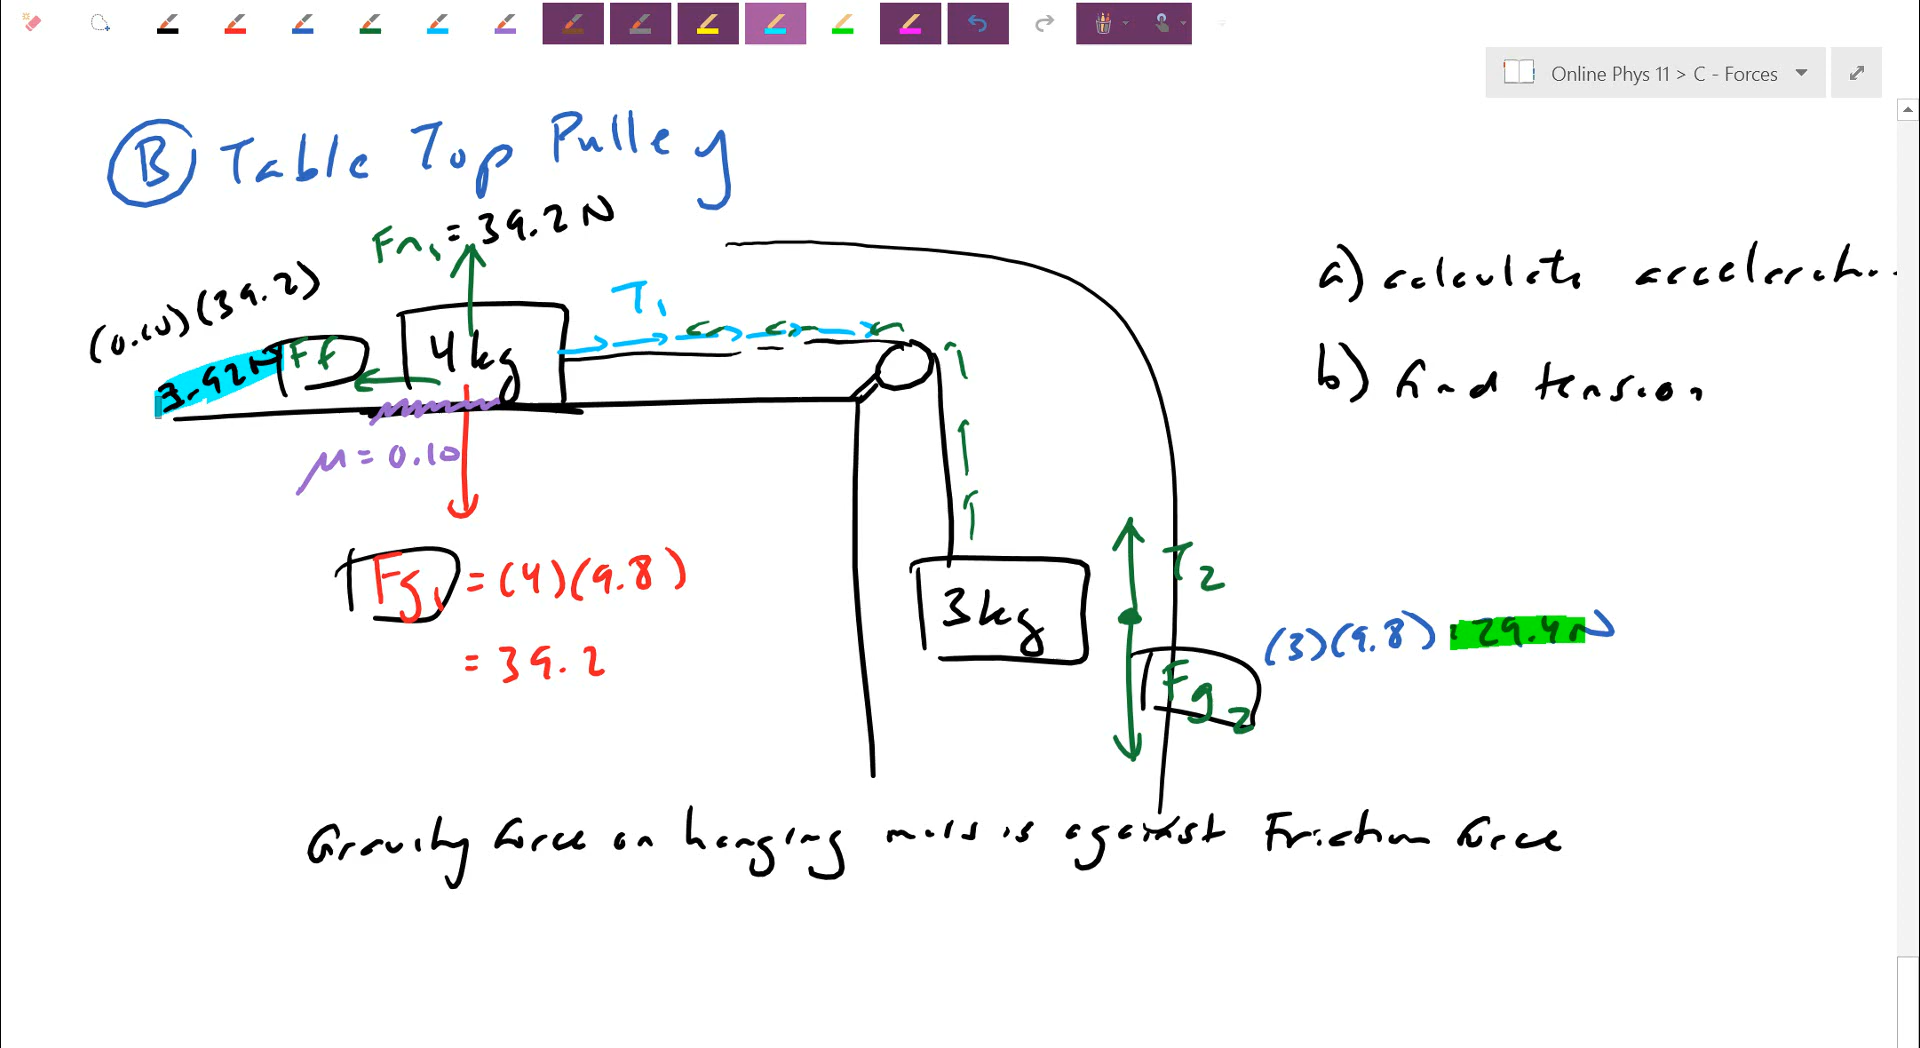 Online Phys 11 > C - Forces
B Table Top Pulley
Fn₁ = 39.2 N
(0.10)(39.2)
a) calculate
T₁
4 kg
Ff
3.92 N
b) find tension
μ = 0.10
T₂
Fg₁ = (4)(9.8)
3 kg
(3)(9.8) = 29.4 N
= 39.2
Fg₂
Gravity force on hanging mass is against Friction force